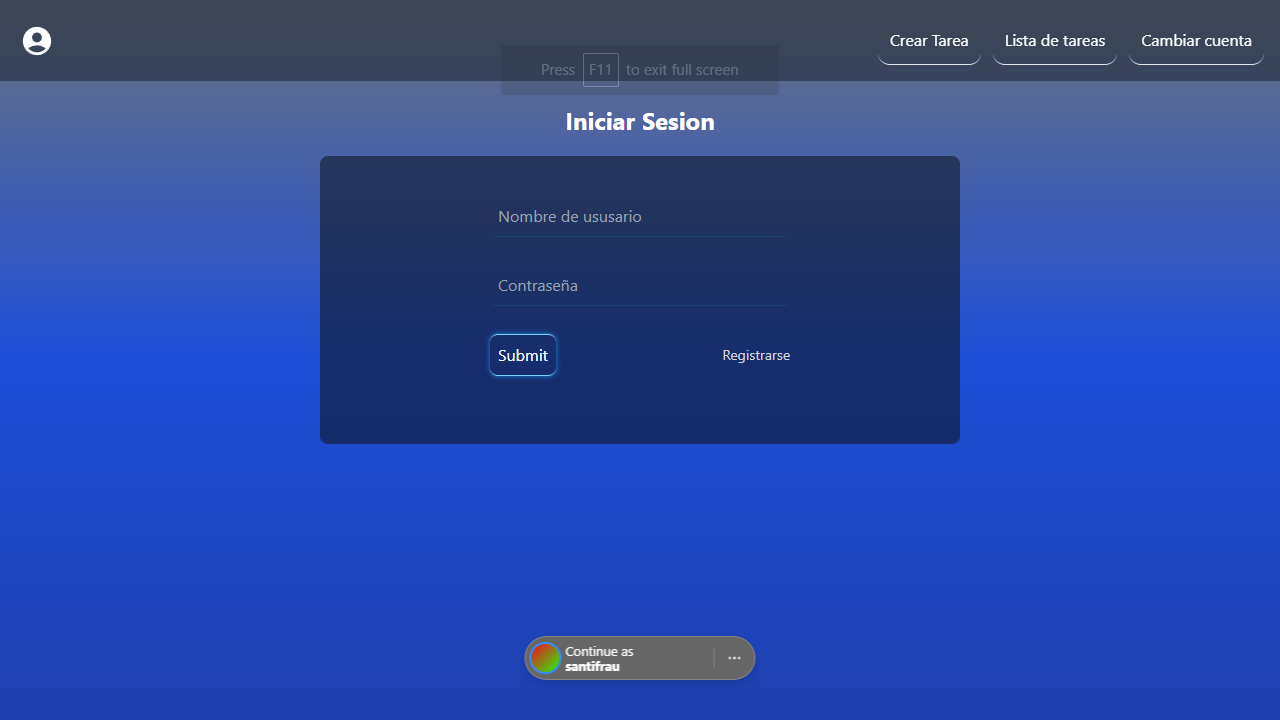 Crear Tarea
Lista de tareas
Cambiar cuenta
Press F11 to exit full screen
Iniciar Sesion
Nombre de ususario
Contraseña
Submit
Registrarse
Continue as
santifrau